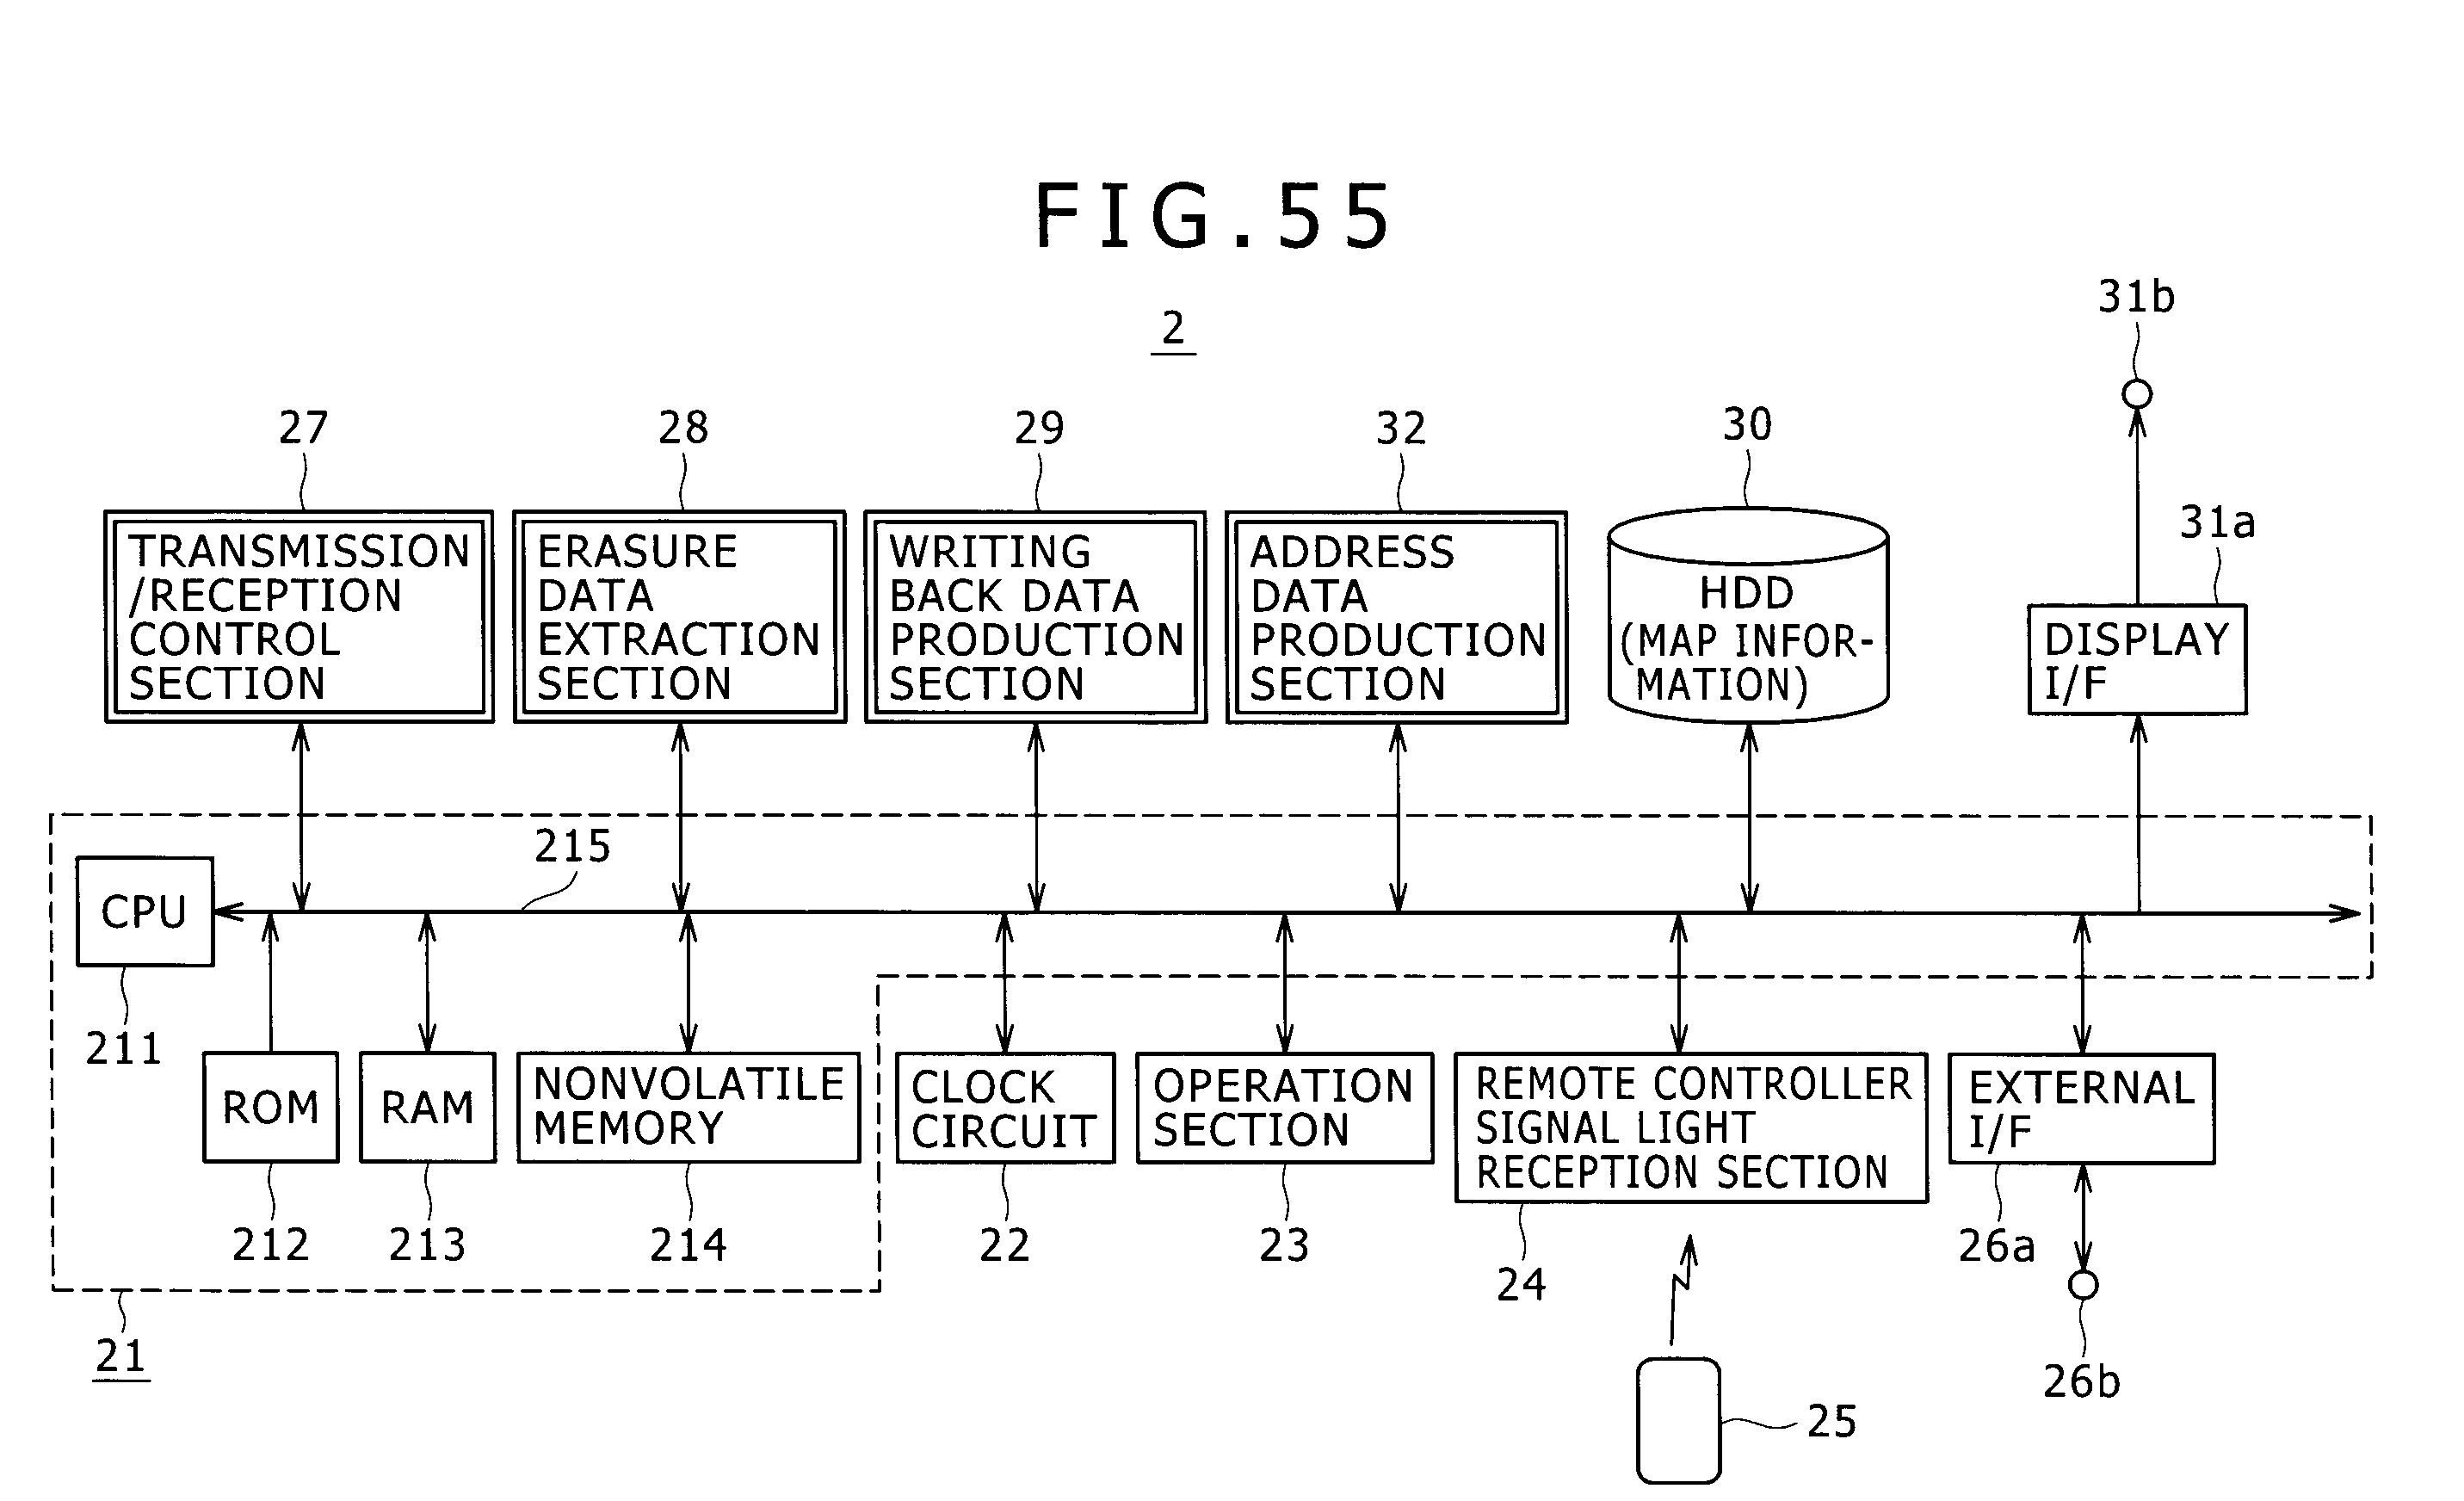 FIG.55
2
31b
27
28
29
32
30
31a
TRANSMISSION
/RECEPTION
CONTROL
SECTION
ERASURE
DATA
EXTRACTION
SECTION
WRITING
BACK DATA
PRODUCTION
SECTION
ADDRESS
DATA
PRODUCTION
SECTION
HDD
(MAP INFOR-
MATION)
DISPLAY
I/F
215
CPU
211
ROM
RAM
NONVOLATILE
MEMORY
CLOCK
CIRCUIT
OPERATION
SECTION
REMOTE CONTROLLER
SIGNAL LIGHT
RECEPTION SECTION
EXTERNAL
I/F
212
213
214
22
23
24
26a
21
26b
25